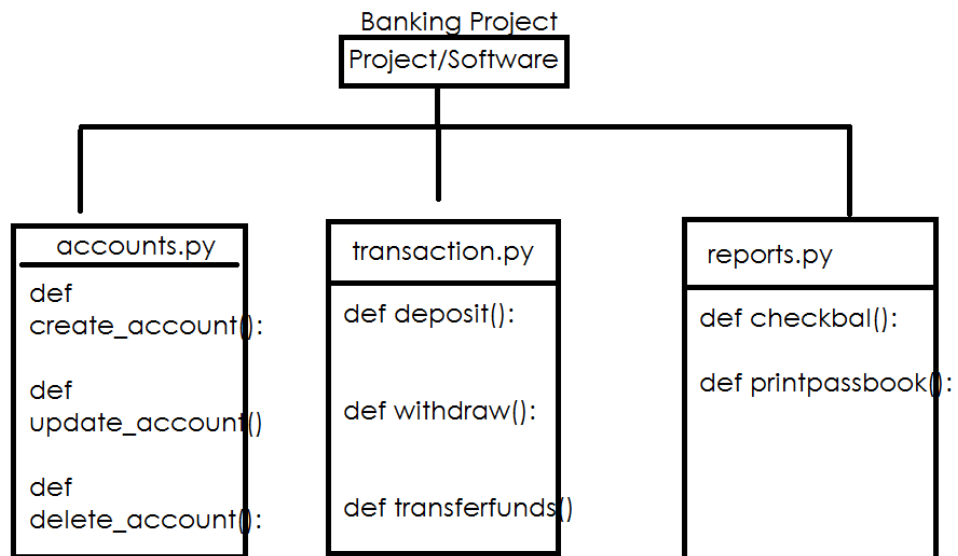 Banking Project
Project/Software
accounts.py
def
create_account():
def
update_account()
def
delete_account():
transaction.py
def deposit():
def withdraw():
def transferfunds()
reports.py
def checkbal():
def printpassbook():